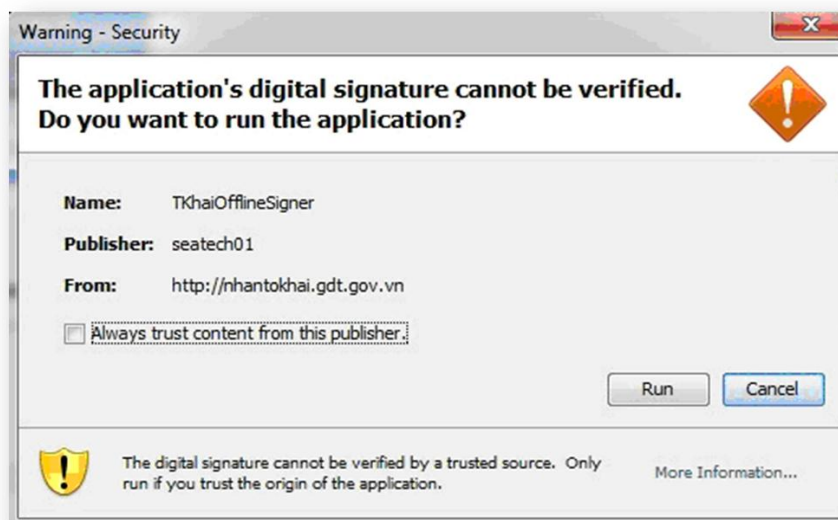 Warning - Security
The application's digital signature cannot be verified.
Do you want to run the application?
Name: TKhaiOfflineSigner
Publisher: seatech01
From: http://nhantokhai.gdt.gov.vn
Always trust content from this publisher.
Run Cancel
The digital signature cannot be verified by a trusted source. Only
run if you trust the origin of the application.
More Information...